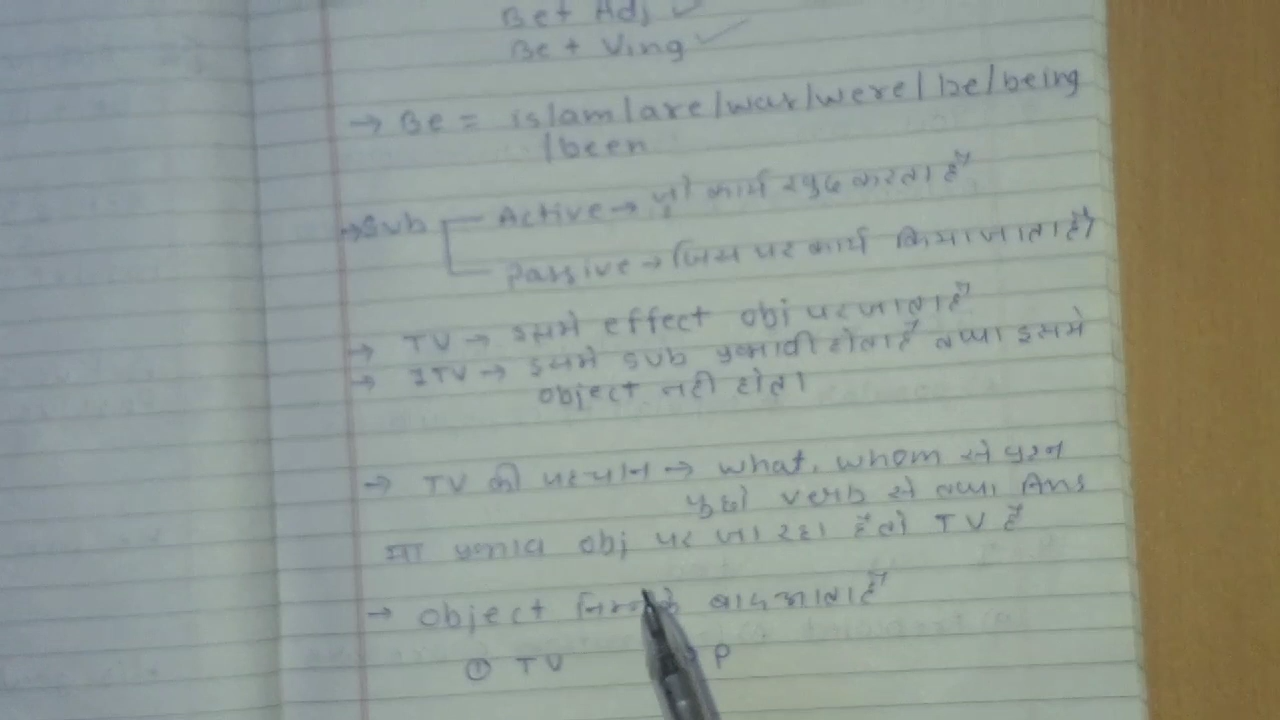 Be + Adj ✓
Be + Ving ✓
→ Be = is/am/are/was/were/be/being
/been
→ Sub Active → जो कार्य खुद करता है
Passive → जिस पर कार्य किया जाता है
→ TV → इसमे effect obj पर जाता है
→ ITV → इसमे sub प्रभावी होता है तथा इसमे
object नही होता
→ TV की पहचान → what, whom से प्रश्न
पुछो verb से तथा Ans
या प्रभाव obj पर जा रहा है तो TV है
→ object बाद आता है
① TV P